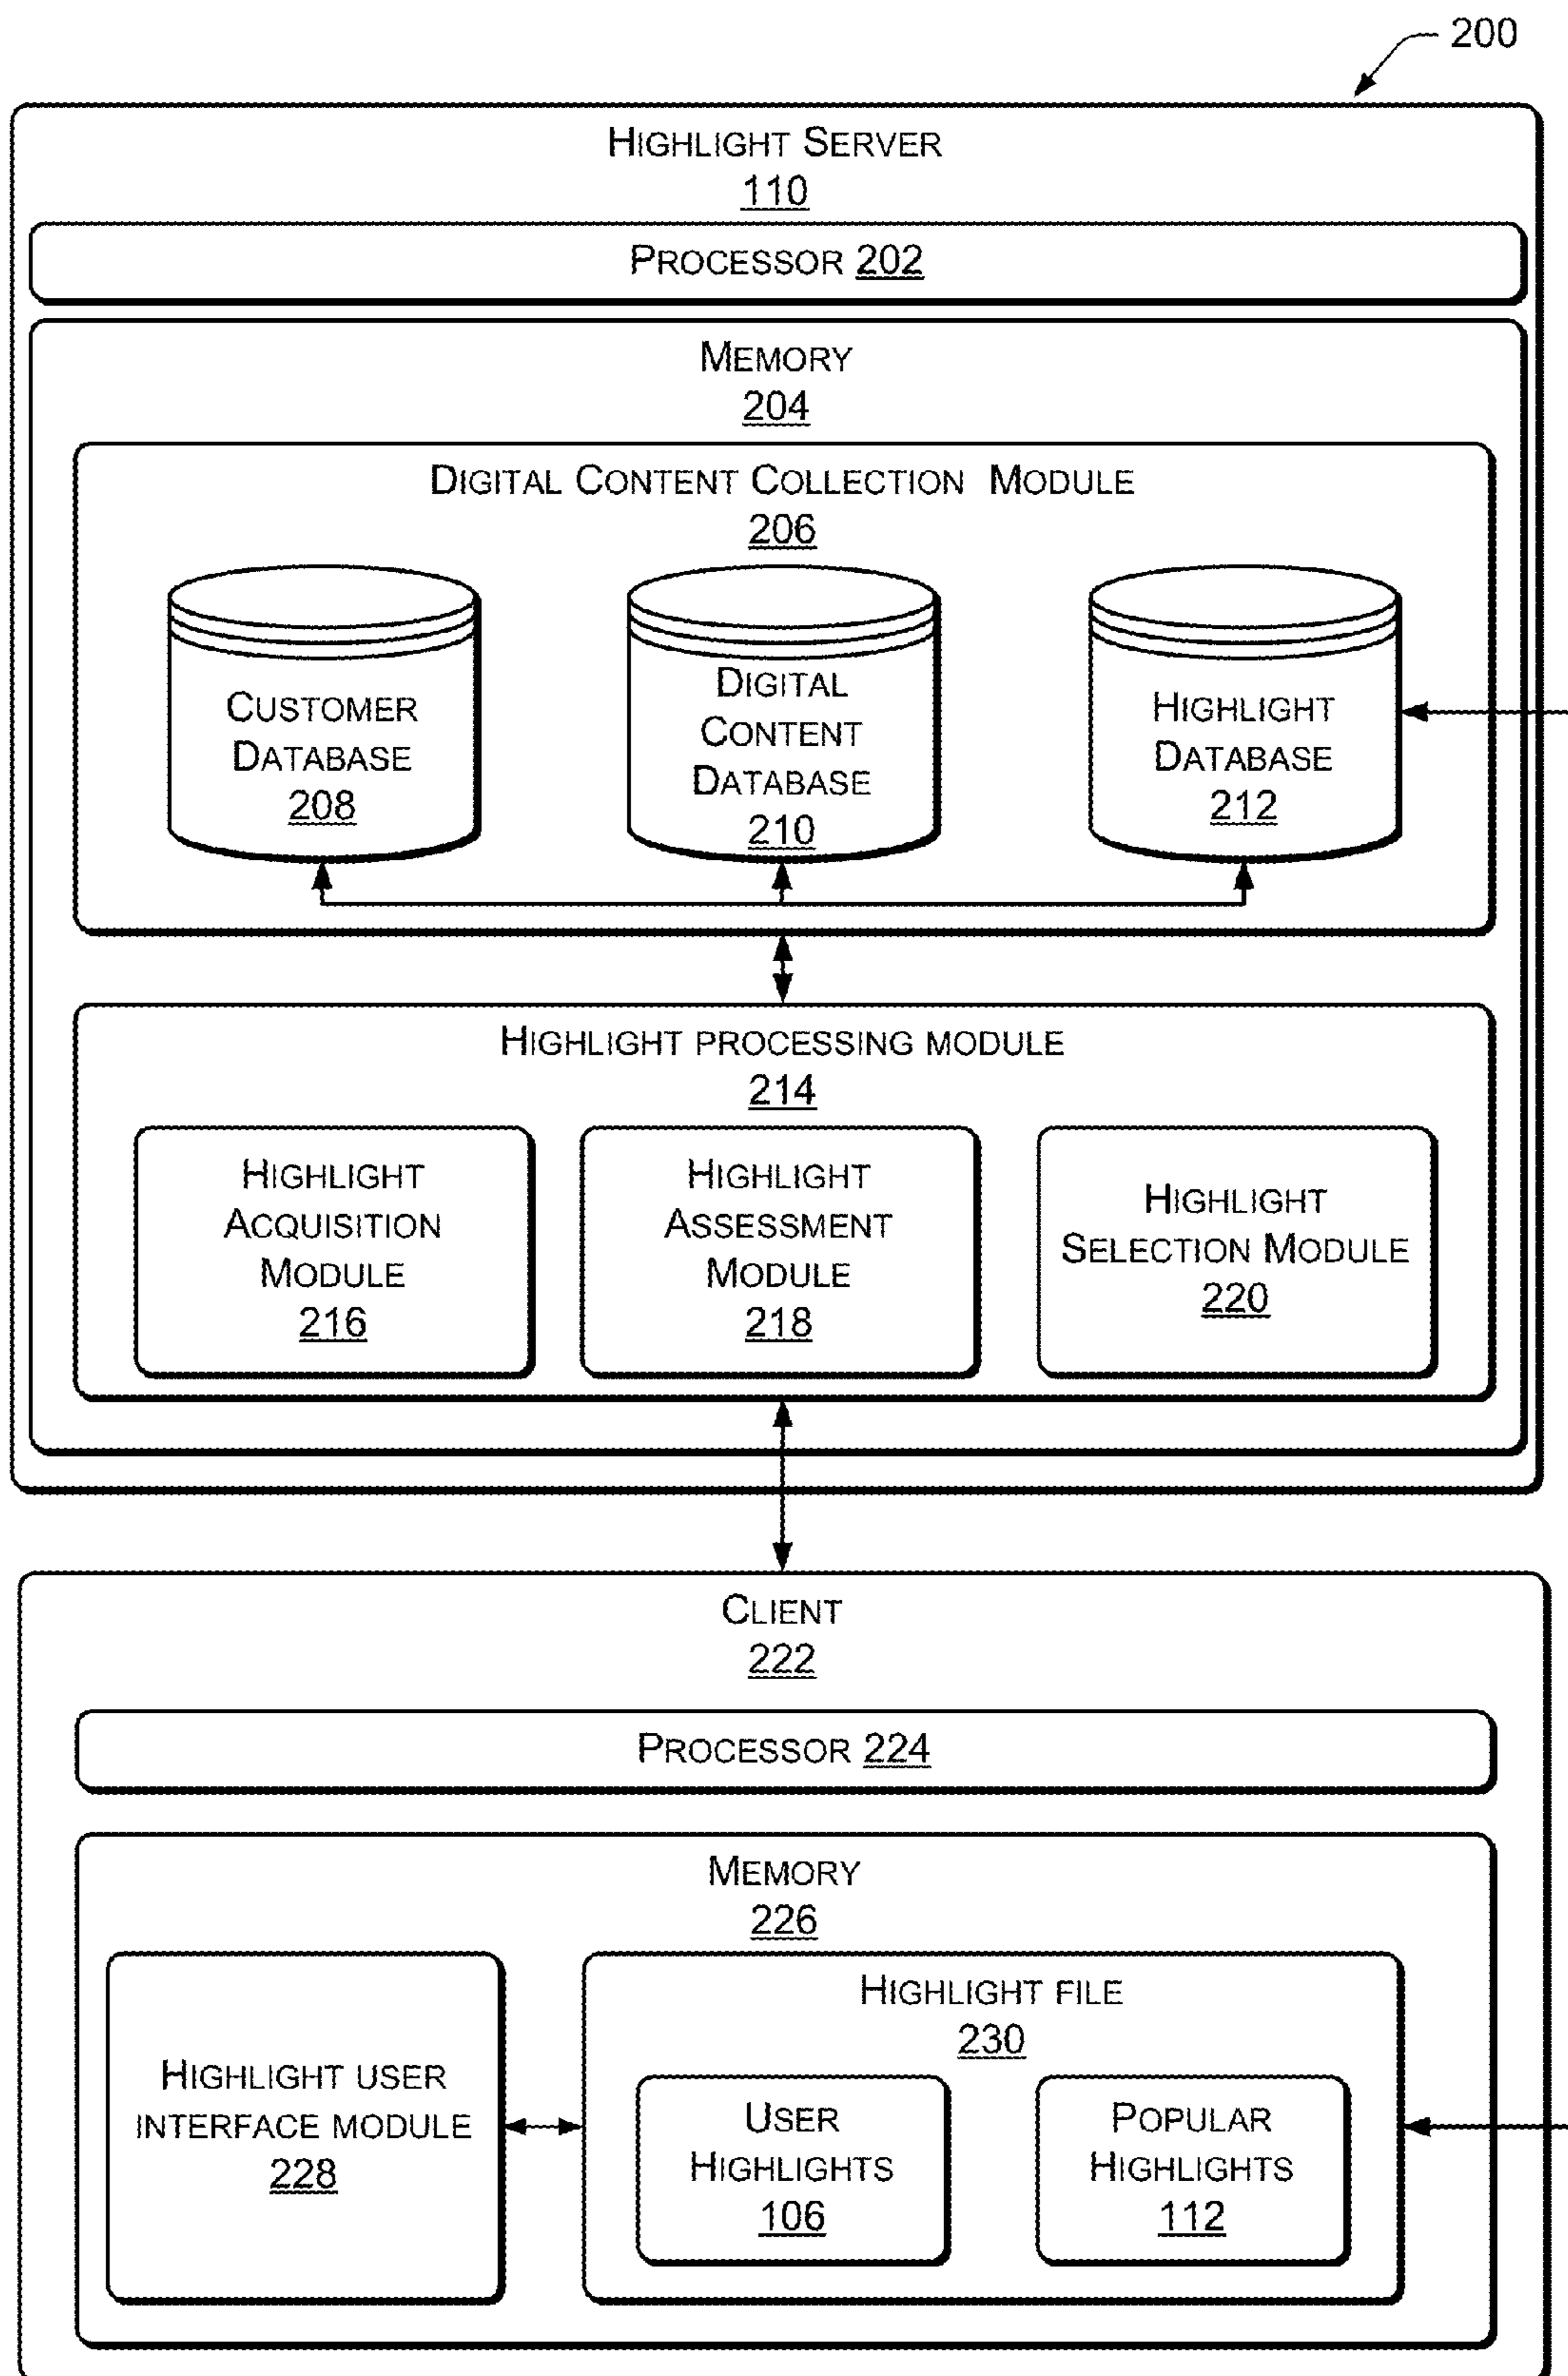 200
HIGHLIGHT SERVER
110
PROCESSOR 202
MEMORY
204
DIGITAL CONTENT COLLECTION MODULE
206
CUSTOMER
DATABASE
208
DIGITAL
CONTENT
DATABASE
210
HIGHLIGHT
DATABASE
212
HIGHLIGHT PROCESSING MODULE
214
HIGHLIGHT
ACQUISITION
MODULE
216
HIGHLIGHT
ASSESSMENT
MODULE
218
HIGHLIGHT
SELECTION MODULE
220
CLIENT
222
PROCESSOR 224
MEMORY
226
HIGHLIGHT USER
INTERFACE MODULE
228
HIGHLIGHT FILE
230
USER
HIGHLIGHTS
106
POPULAR
HIGHLIGHTS
112